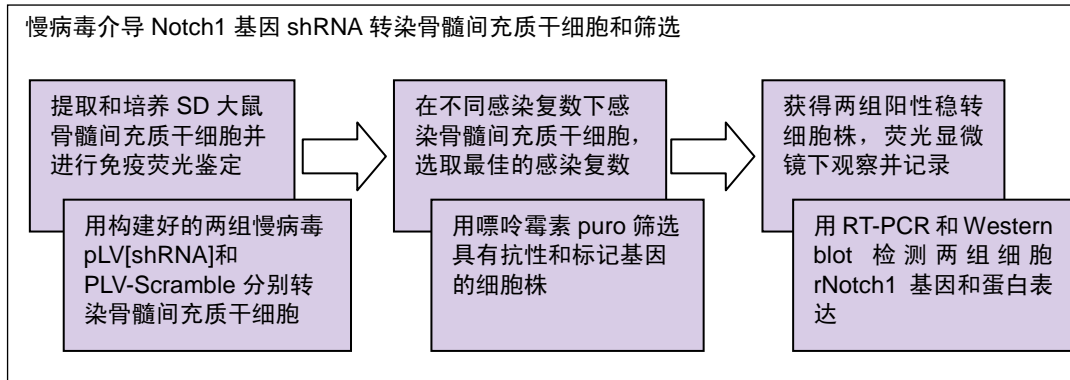 慢病毒介导 Notch1 基因 shRNA 转染骨髓间充质干细胞和筛选
提取和培养 SD 大鼠
骨髓间充质干细胞并
进行免疫荧光鉴定
用构建好的两组慢病毒
pLV[shRNA]和
PLV-Scramble 分别转
染骨髓间充质干细胞
在不同感染复数下感
染骨髓间充质干细胞,
选取最佳的感染复数
用嘌呤霉素 puro 筛选
具有抗性和标记基因
的细胞株
获得两组阳性稳转
细胞株，荧光显微
镜下观察并记录
用 RT-PCR 和 Western
blot 检测两组细胞
rNotch1 基因和蛋白表
达